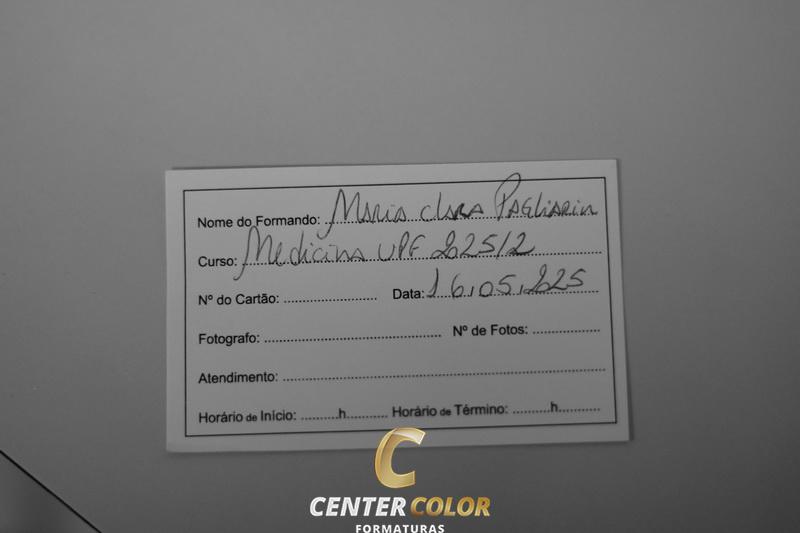 Nome do Formando: Maria Clara Pagliarin
Curso: Medicina UPF 2025/2
Nº do Cartão: ........................ Data: 16.05.2025
Fotografo: ............................................. Nº de Fotos: .................
Atendimento: ................................................................................
Horário de Início: ..........h........... Horário de Término: ..........h...........
C
CENTER COLOR
FORMATURAS